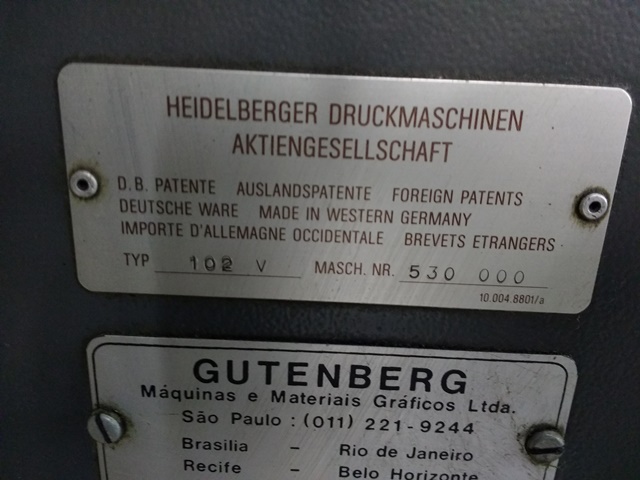 HEIDELBERGER DRUCKMASCHINEN
AKTIENGESELLSCHAFT
D.B. PATENTE AUSLANDSPATENTE FOREIGN PATENTS
DEUTSCHE WARE MADE IN WESTERN GERMANY
IMPORTE D'ALLEMAGNE OCCIDENTALE BREVETS ETRANGERS
TYP 102 V MASCH. NR. 530 000
10.004.8801/a
GUTENBERG
Máquinas e Materiais Gráficos Ltda.
São Paulo : (011) 221-9244
Brasilia - Rio de Janeiro
Recife - Belo Horizonte